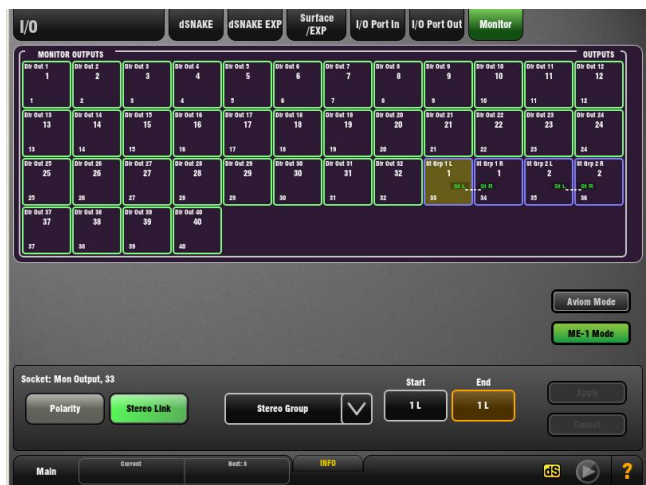 I/O
dSNAKE
dSNAKE EXP
Surface
/EXP
I/O Port In
I/O Port Out
Monitor
MONITOR OUTPUTS
OUTPUTS
Dir Out 1 Dir Out 2 Dir Out 3 Dir Out 4 Dir Out 5 Dir Out 6 Dir Out 7 Dir Out 8 Dir Out 9 Dir Out 10 Dir Out 11 Dir Out 12
1 2 3 4 5 6 7 8 9 10 11 12
1 2 3 4 5 6 7 8 9 10 11 12
Dir Out 13 Dir Out 14 Dir Out 15 Dir Out 16 Dir Out 17 Dir Out 18 Dir Out 19 Dir Out 20 Dir Out 21 Dir Out 22 Dir Out 23 Dir Out 24
13 14 15 16 17 18 19 20 21 22 23 24
13 14 15 16 17 18 19 20 21 22 23 24
Dir Out 25 Dir Out 26 Dir Out 27 Dir Out 28 Dir Out 29 Dir Out 30 Dir Out 31 Dir Out 32 St Grp 1 L St Grp 1 R St Grp 2 L St Grp 2 R
25 26 27 28 29 30 31 32 1 1 2 2
St L St R St L St R
25 26 27 28 29 30 31 32 33 34 35 36
Dir Out 37 Dir Out 38 Dir Out 39 Dir Out 40
37 38 39 40
37 38 39 40
Aviom Mode
ME-1 Mode
Socket: Mon Output, 33
Start End
Polarity Stereo Link Stereo Group 1 L 1 L
Apply
Cancel
Main Current Next: 8 INFO dS ?